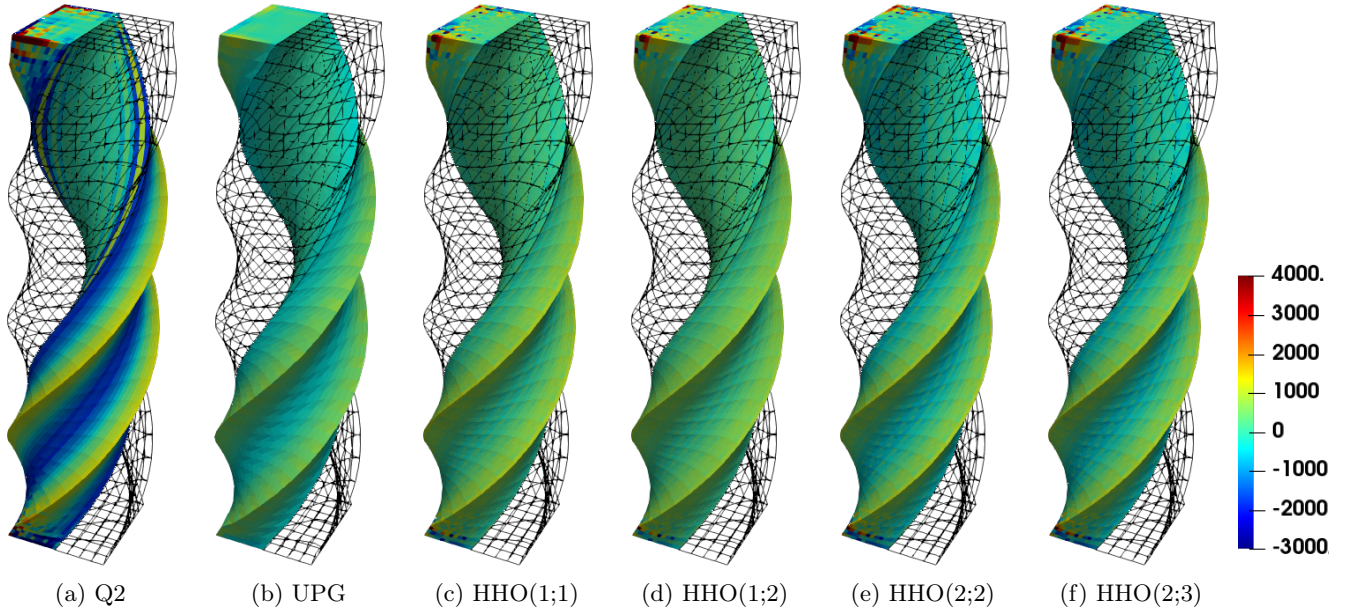 4000.
3000
2000
1000
0
-1000
-2000
-3000.
(a) Q2
(b) UPG
(c) HHO(1;1)
(d) HHO(1;2)
(e) HHO(2;2)
(f) HHO(2;3)